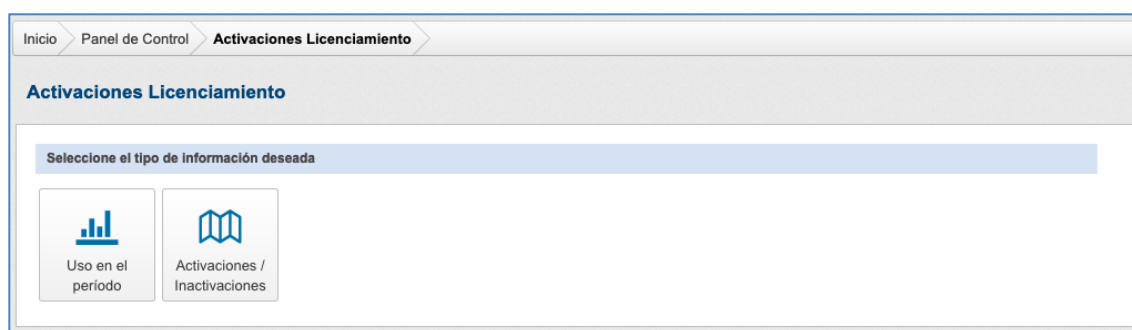 Inicio Panel de Control Activaciones Licenciamiento
Activaciones Licenciamiento
Seleccione el tipo de información deseada
Uso en el
período
Activaciones /
Inactivaciones